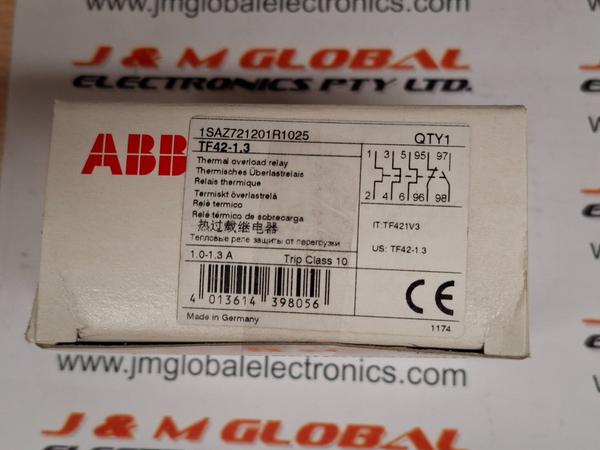 www.jmglobalelectronics.com
J & M GLOBAL
ELECTRONICS PTY LTD.
ABB
1SAZ721201R1025 QTY1
TF42-1.3
Thermal overload relay
Thermisches Überlastrelais
Relais thermique
Termiskt överlastrelä
Relè termico
Relé térmico de sobrecarga
热过载继电器
Тепловые реле защиты от перегрузки
1 3 5 95 97
2 4 6 96 98
IT:TF421V3
US: TF42-1.3
1.0-1.3 A Trip Class 10
4 013614 398056
CE
Made in Germany
1174
www.jmglobalelectronics.com
J & M GLOBAL